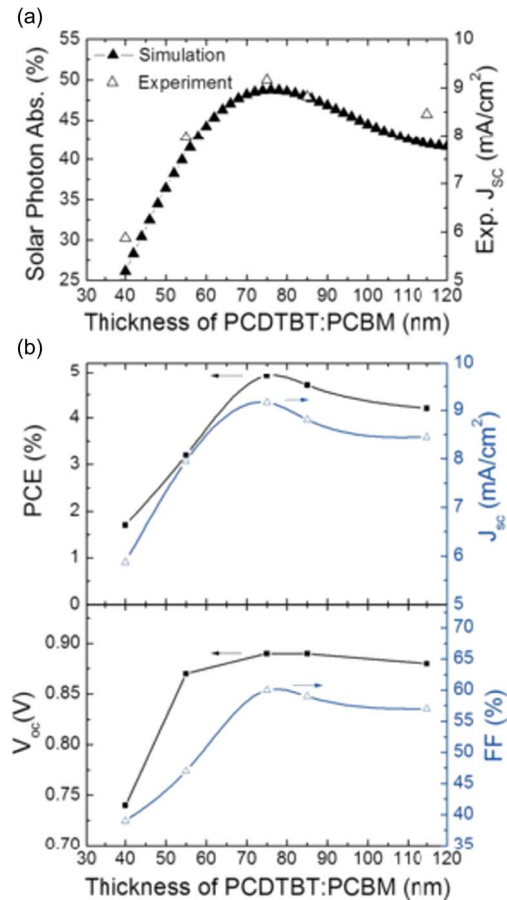 (a)
55
50
45
40
35
30
25
Solar Photon Abs. (%)
Simulation
Experiment
10
9
8
7
6
5
Exp. J_SC (mA/cm²)
30 40 50 60 70 80 90 100 110 120
Thickness of PCDTBT:PCBM (nm)
(b)
5
4
3
2
1
0
PCE (%)
10
9
8
7
6
5
J_sc (mA/cm²)
0.90
0.85
0.80
0.75
0.70
V_oc(V)
70
65
60
55
50
45
40
35
FF (%)
30 40 50 60 70 80 90 100 110 120
Thickness of PCDTBT:PCBM (nm)